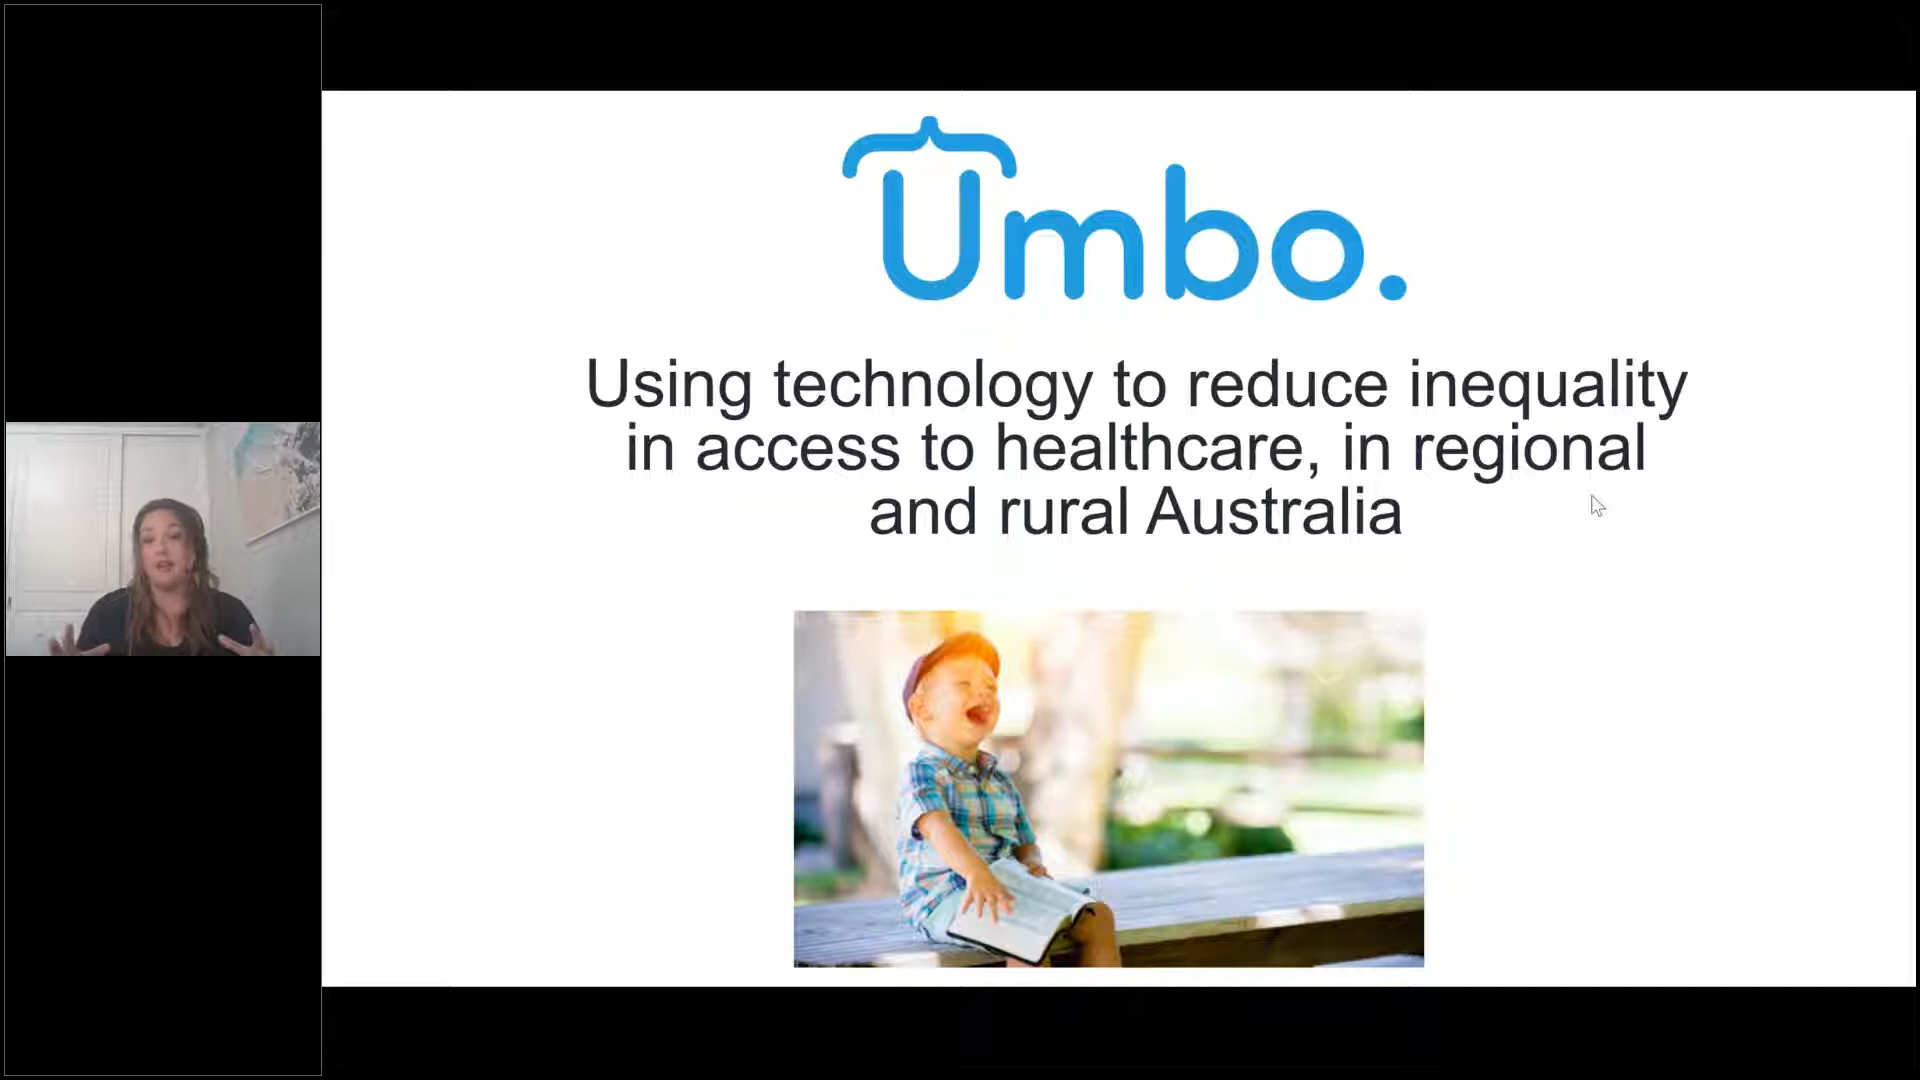 Umbo.
Using technology to reduce inequality
in access to healthcare, in regional
and rural Australia